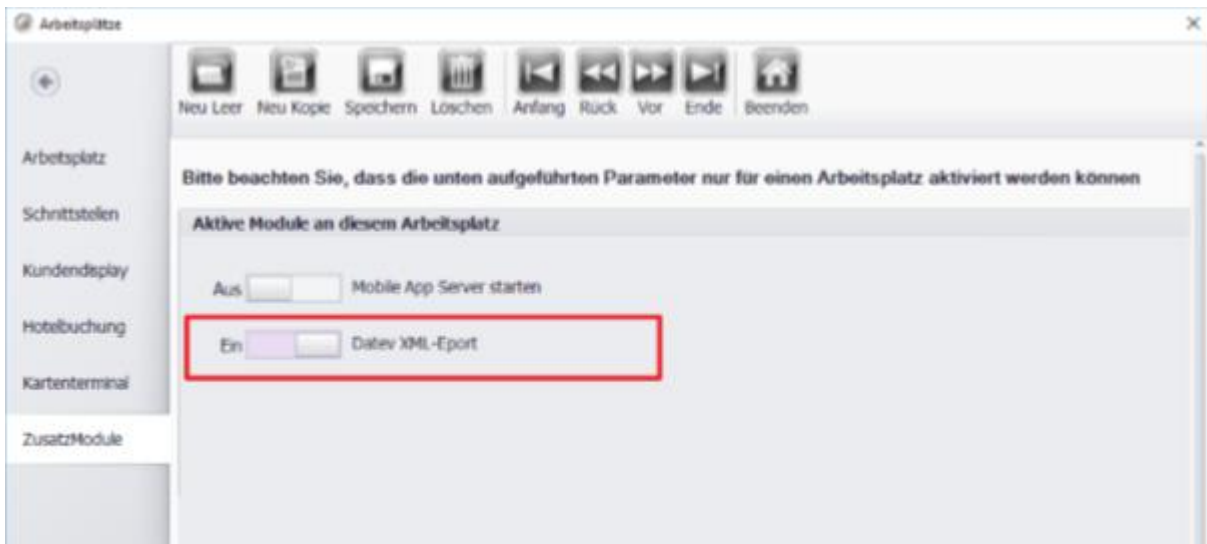 Arbeitsplätze
Neu Leer Neu Kopie Speichern Löschen Anfang Rück Vor Ende Beenden
Arbeitsplatz
Bitte beachten Sie, dass die unten aufgeführten Parameter nur für einen Arbeitsplatz aktiviert werden können
Schnittstelen
Aktive Module an diesem Arbeitsplatz
Kundendisplay
Aus Mobile App Server starten
Hotelbuchung
Ein Datev XML-Eport
Kartenterminal
ZusatzModule